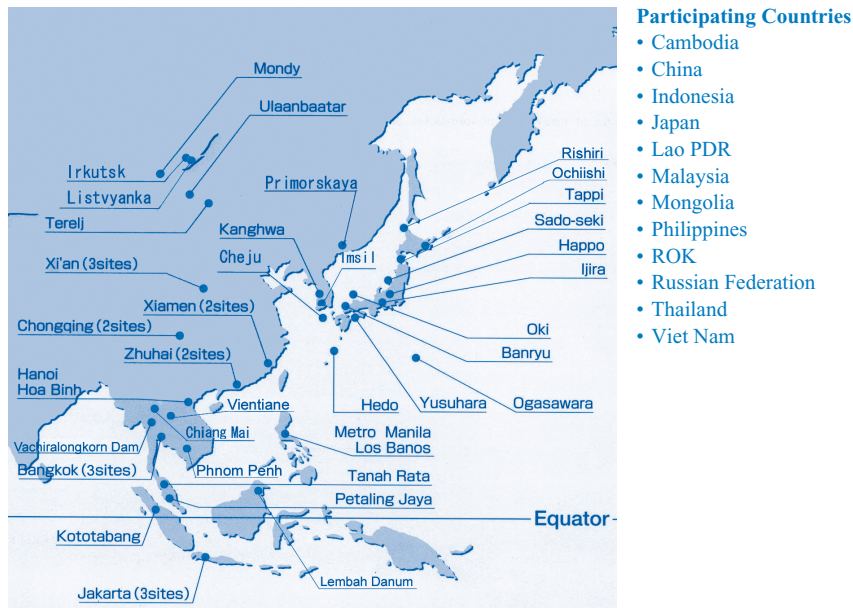 Mondy
Ulaanbaatar
Irkutsk
Listvyanka
Terelj
Primorskaya
Kanghwa
Cheju
Imsil
Xi'an (3sites)
Xiamen (2sites)
Chongqing (2sites)
Zhuhai (2sites)
Hanoi
Hoa Binh
Vientiane
Chiang Mai
Vachiralongkorn Dam
Bangkok (3sites)
Phnom Penh
Rishiri
Ochiishi
Tappi
Sado-seki
Happo
Ijira
Oki
Banryu
Hedo
Yusuhara
Ogasawara
Metro Manila
Los Banos
Tanah Rata
Petaling Jaya
Equator
Kototabang
Lembah Danum
Jakarta (3sites)
Participating Countries
• Cambodia
• China
• Indonesia
• Japan
• Lao PDR
• Malaysia
• Mongolia
• Philippines
• ROK
• Russian Federation
• Thailand
• Viet Nam